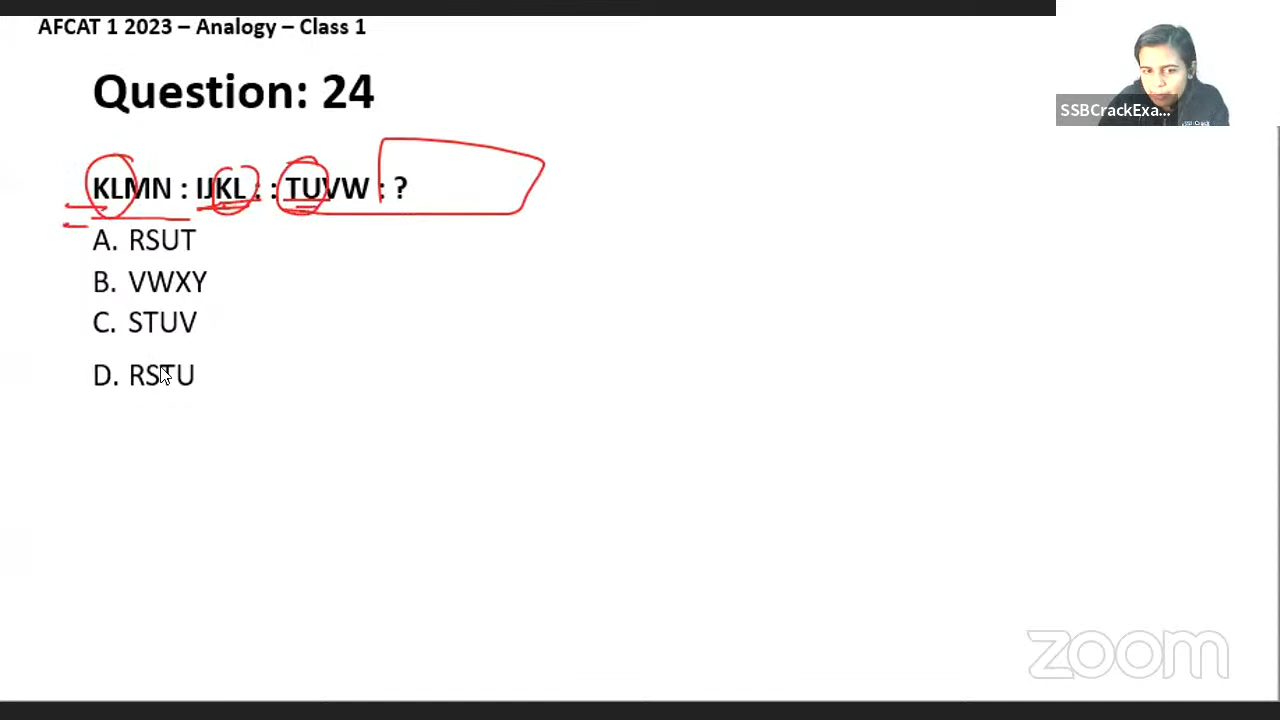 AFCAT 1 2023 – Analogy – Class 1
SSBCrackExa...
Question: 24
KLMN : IJKL : : TUVW : ?
A. RSUT
B. VWXY
C. STUV
D. RSTU
zoom